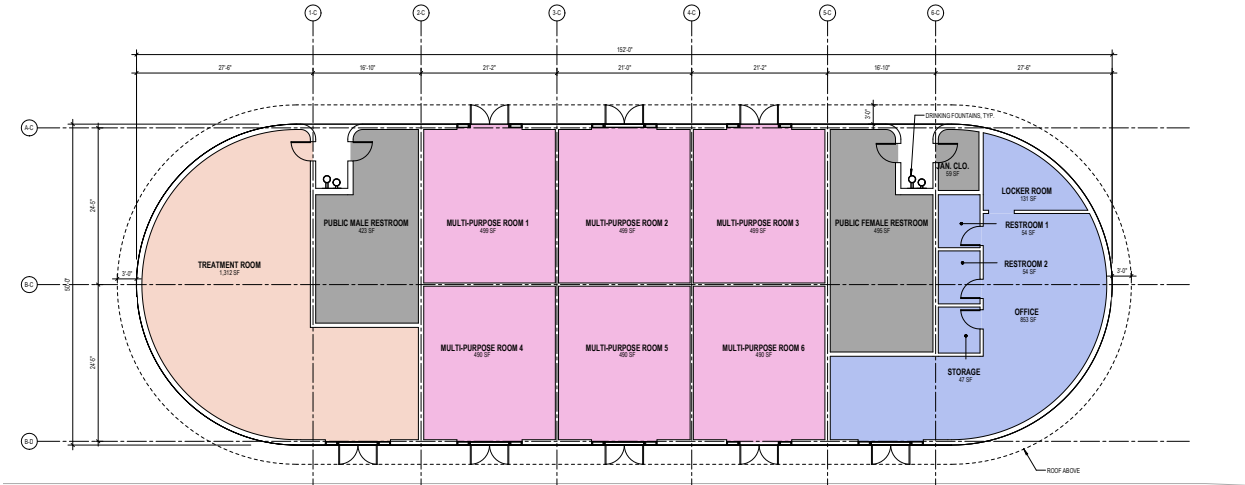 1-C
2-C
3-C
4-C
5-C
6-C
152'-0"
27'-6"
16'-10"
21'-2"
21'-0"
21'-2"
16'-10"
27'-6"
A-C
3'-0"
DRINKING FOUNTAINS, TYP.
JAN. CLO.
59 SF
LOCKER ROOM
131 SF
24'-5"
PUBLIC MALE RESTROOM
423 SF
MULTI-PURPOSE ROOM 1
499 SF
MULTI-PURPOSE ROOM 2
499 SF
MULTI-PURPOSE ROOM 3
499 SF
PUBLIC FEMALE RESTROOM
495 SF
RESTROOM 1
54 SF
TREATMENT ROOM
1,312 SF
RESTROOM 2
54 SF
3'-0"
3'-0"
B-C
50'-0"
OFFICE
853 SF
MULTI-PURPOSE ROOM 4
490 SF
MULTI-PURPOSE ROOM 5
490 SF
MULTI-PURPOSE ROOM 6
490 SF
24'-5"
STORAGE
47 SF
B-D
ROOF ABOVE